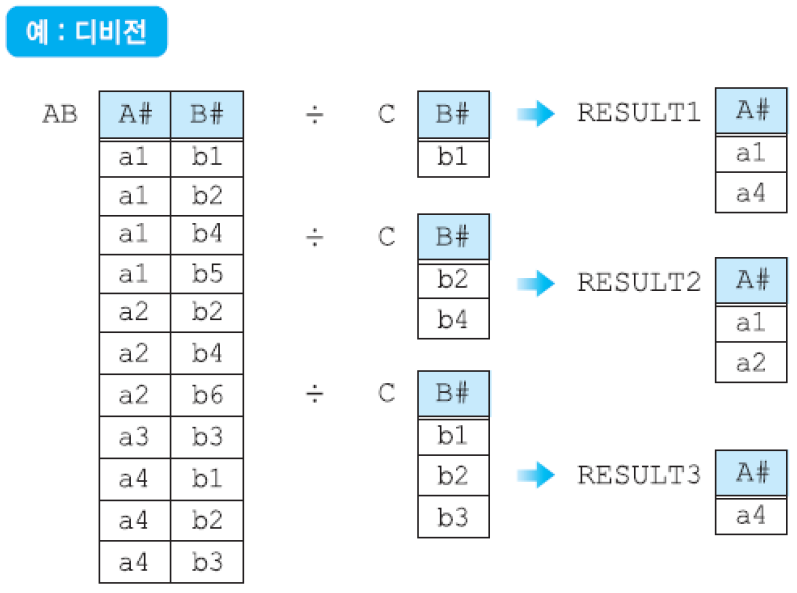 예 : 디비전
AB A# B# ÷ C B# RESULT1 A#
a1 b1 b1 a1
a1 b2 a4
a1 b4 ÷ C B#
a1 b5 b2 RESULT2 A#
a2 b2 b4 a1
a2 b4 a2
a2 b6 ÷ C B#
a3 b3 b1
a4 b1 b2 RESULT3 A#
a4 b2 b3 a4
a4 b3